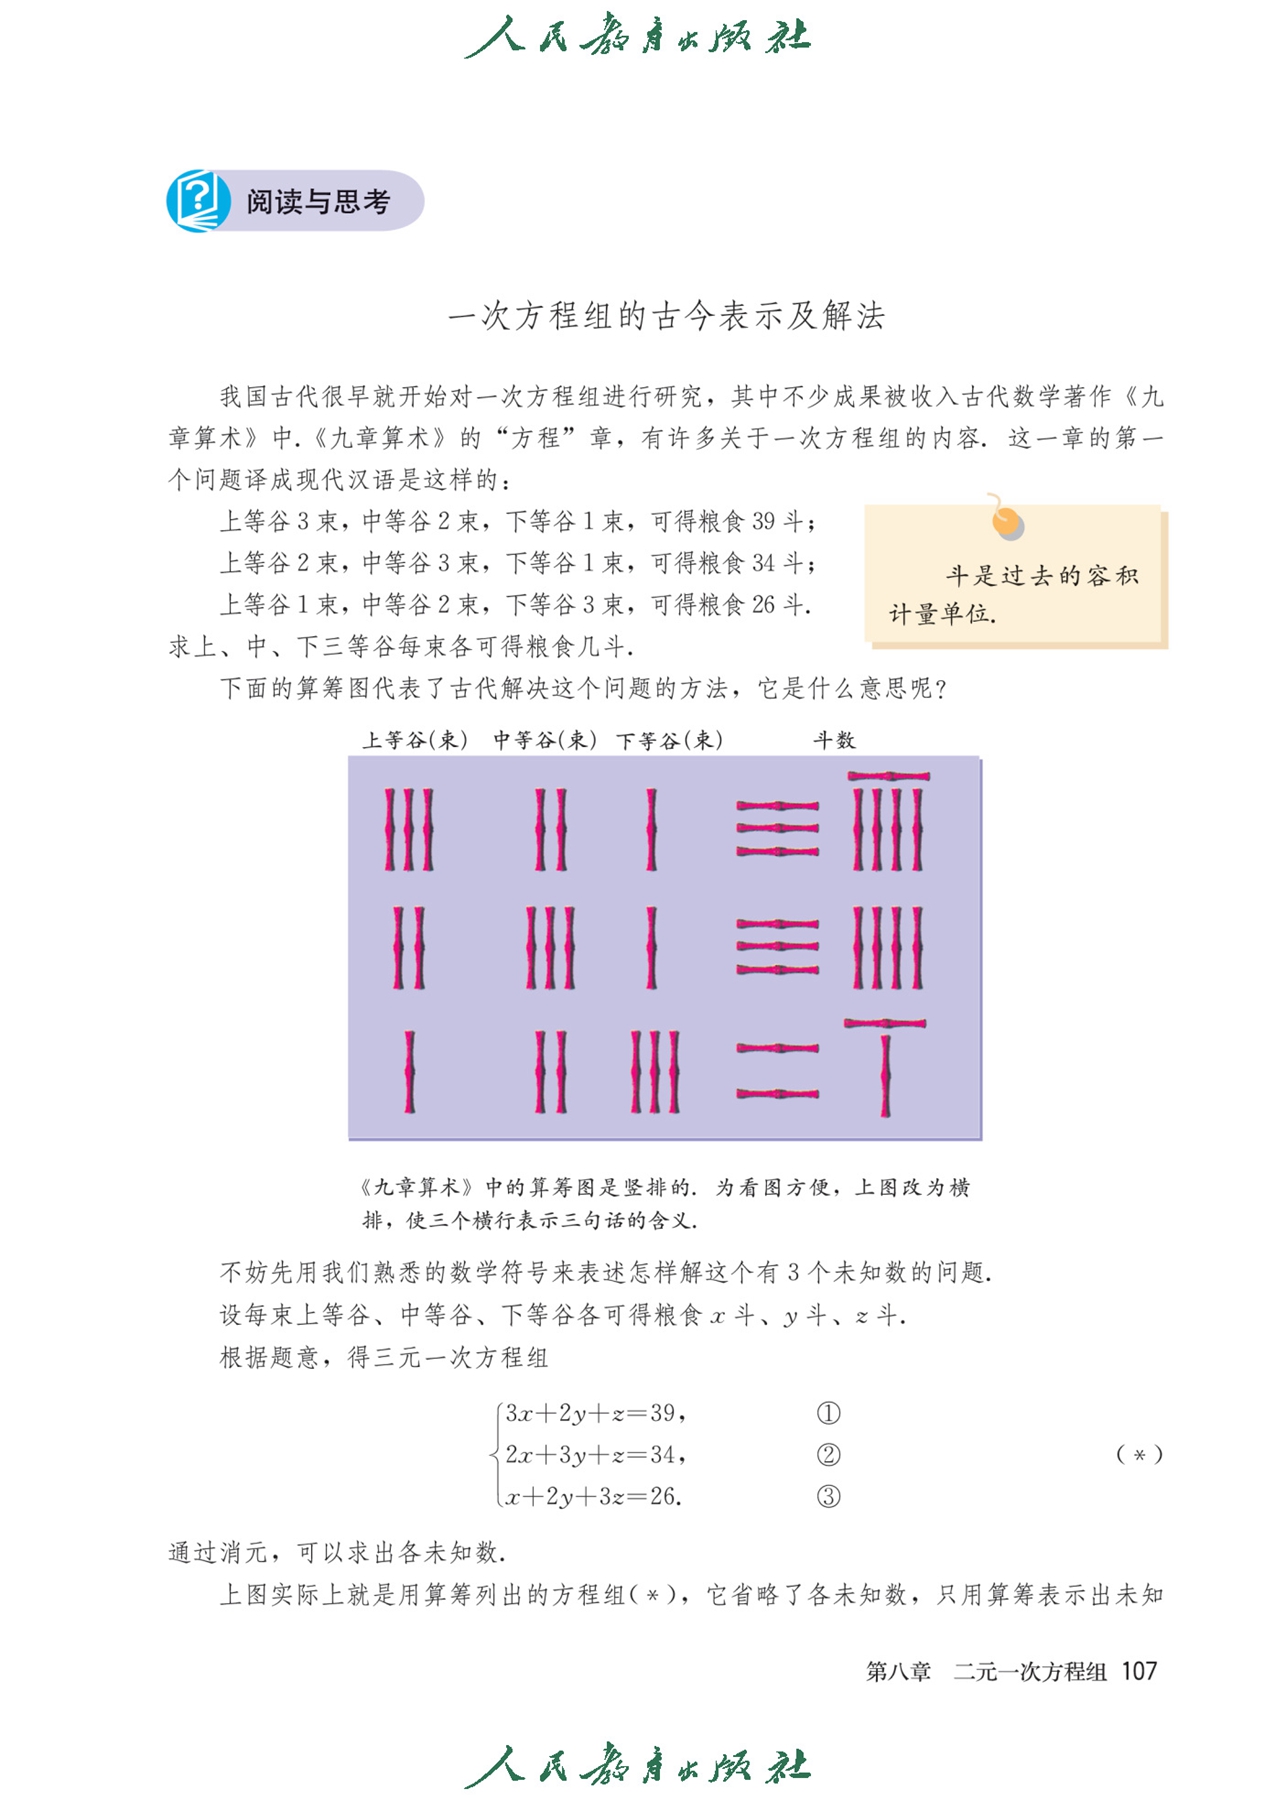 人民教育出版社
阅读与思考
一次方程组的古今表示及解法
我国古代很早就开始对一次方程组进行研究，其中不少成果被收入古代数学著作《九
章算术》中.《九章算术》的“方程”章，有许多关于一次方程组的内容. 这一章的第一
个问题译成现代汉语是这样的：
上等谷3束，中等谷2束，下等谷1束，可得粮食39斗；
上等谷2束，中等谷3束，下等谷1束，可得粮食34斗；
上等谷1束，中等谷2束，下等谷3束，可得粮食26斗.
求上、中、下三等谷每束各可得粮食几斗.
斗是过去的容积
计量单位.
下面的算筹图代表了古代解决这个问题的方法，它是什么意思呢？
上等谷(束) 中等谷(束) 下等谷(束) 斗数
《九章算术》中的算筹图是竖排的. 为看图方便，上图改为横
排，使三个横行表示三句话的含义.
不妨先用我们熟悉的数学符号来表述怎样解这个有3个未知数的问题.
设每束上等谷、中等谷、下等谷各可得粮食x斗、y斗、z斗.
根据题意，得三元一次方程组
3x+2y+z=39， ①
2x+3y+z=34， ② (*)
x+2y+3z=26. ③
通过消元，可以求出各未知数.
上图实际上就是用算筹列出的方程组(*)，它省略了各未知数，只用算筹表示出未知
第八章 二元一次方程组 107
人民教育出版社